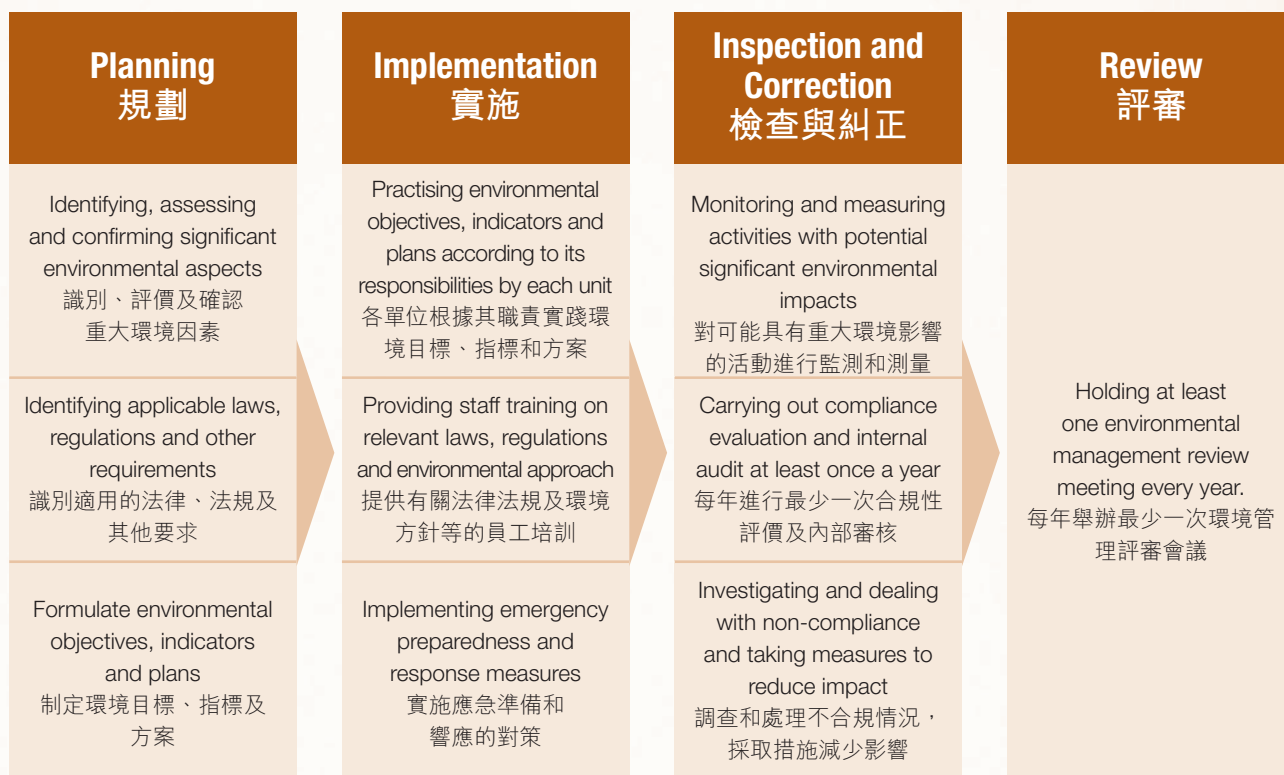 Planning
規劃
Identifying, assessing
and confirming significant
environmental aspects
識別、評價及確認
重大環境因素
Identifying applicable laws,
regulations and other
requirements
識別適用的法律、法規及
其他要求
Formulate environmental
objectives, indicators
and plans
制定環境目標、指標及
方案
Implementation
實施
Practising environmental
objectives, indicators and
plans according to its
responsibilities by each unit
各單位根據其職責實踐環
境目標、指標和方案
Providing staff training on
relevant laws, regulations
and environmental approach
提供有關法律法規及環境
方針等的員工培訓
Implementing emergency
preparedness and
response measures
實施應急準備和
響應的對策
Inspection and
Correction
檢查與糾正
Monitoring and measuring
activities with potential
significant environmental
impacts
對可能具有重大環境影響
的活動進行監測和測量
Carrying out compliance
evaluation and internal
audit at least once a year
每年進行最少一次合規性
評價及內部審核
Investigating and dealing
with non-compliance
and taking measures to
reduce impact
調查和處理不合規情況，
採取措施減少影響
Review
評審
Holding at least
one environmental
management review
meeting every year.
每年舉辦最少一次環境管
理評審會議